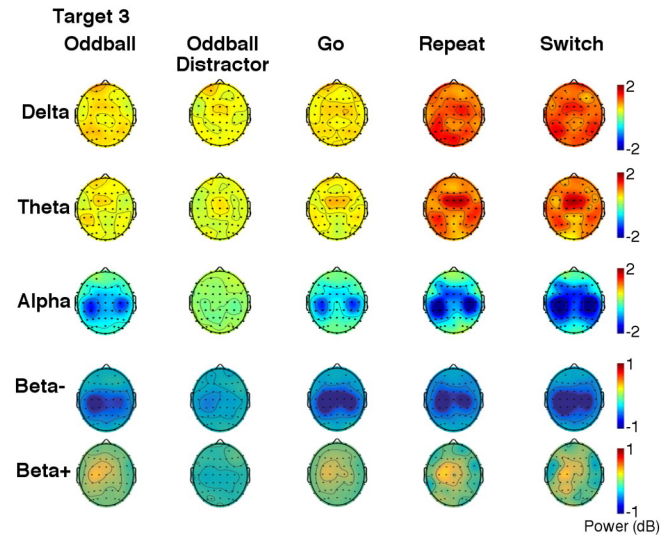 Target 3
Oddball Oddball Distractor Go Repeat Switch
Delta 2 -2
Theta 2 -2
Alpha 2 -2
Beta- 1 -1
Beta+ 1 -1
Power (dB)